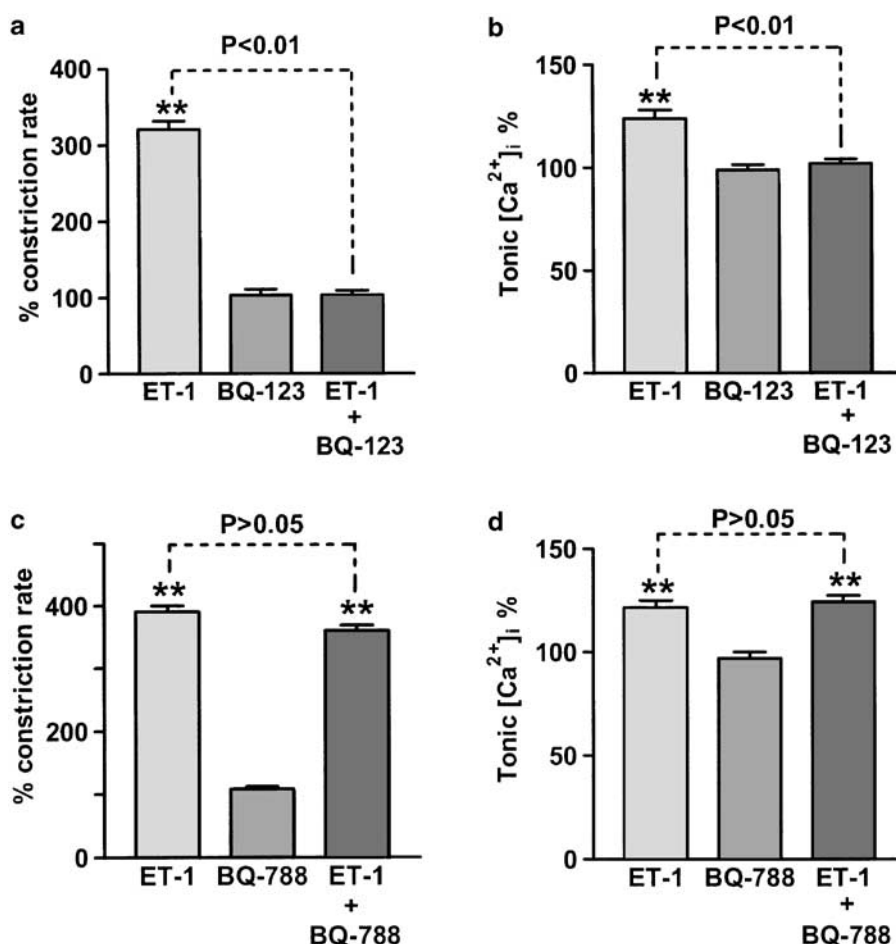 a
P<0.01
% constriction rate
400
300
200
100
0
**
ET-1 BQ-123 ET-1
+
BQ-123
b
P<0.01
Tonic [Ca²⁺]ᵢ %
150
100
50
0
**
ET-1 BQ-123 ET-1
+
BQ-123
c
P>0.05
% constriction rate
400
200
0
** **
ET-1 BQ-788 ET-1
+
BQ-788
d
P>0.05
Tonic [Ca²⁺]ᵢ %
150
100
50
0
** **
ET-1 BQ-788 ET-1
+
BQ-788